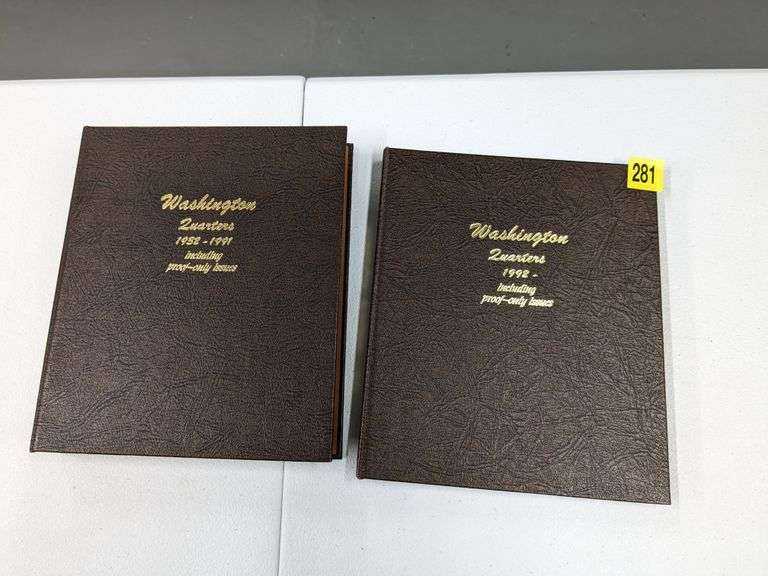 Washington
Quarters
1932-1991
including
proof-only issues
Washington
Quarters
1992-
including
proof-only issues
281